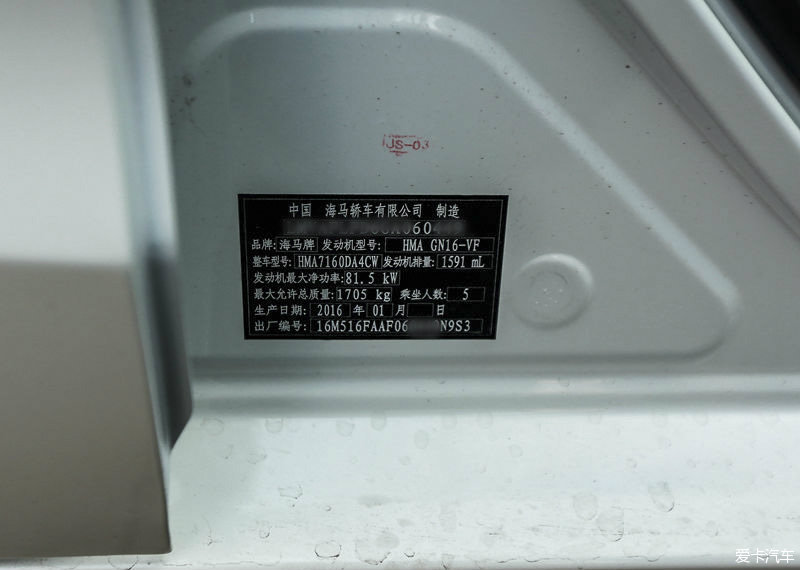 JS-03
中国 海马轿车有限公司 制造
品牌: 海马牌 发动机型号: HMA GN16-VF
整车型号: HMA7160DA4CW 发动机排量: 1591 mL
发动机最大净功率: 81.5 kW
最大允许总质量: 1705 kg 乘坐人数: 5
生产日期: 2016 年 01 月 日
出厂编号: 16M516FAAF06 N9S3
爱卡汽车